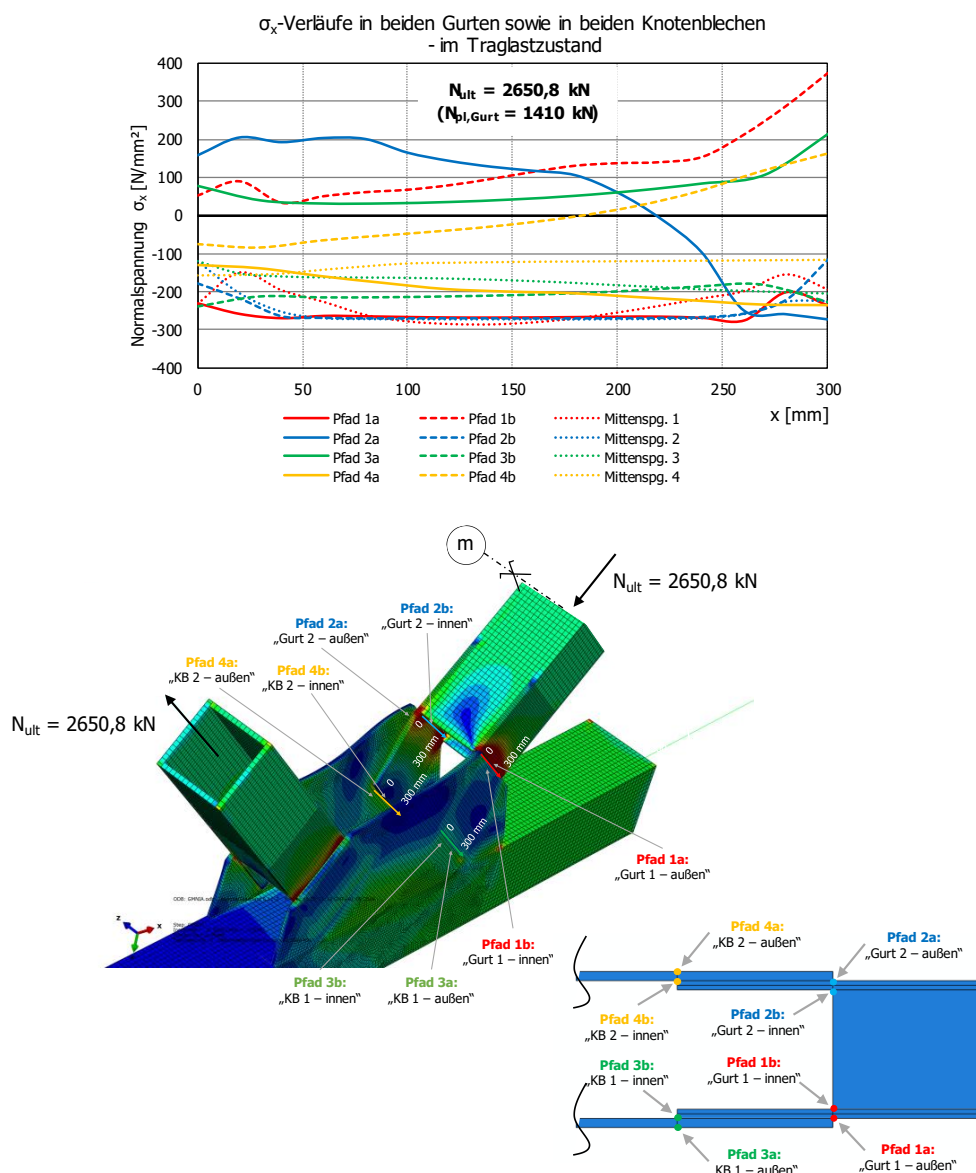 σx-Verläufe in beiden Gurten sowie in beiden Knotenblechen
- im Traglastzustand
Nult = 2650,8 kN
(Npl,Gurt = 1410 kN)
Normalspannung σx [N/mm²]
400
300
200
100
0
-100
-200
-300
-400
0 50 100 150 200 250 300
x [mm]
Pfad 1a Pfad 1b Mittenspg. 1
Pfad 2a Pfad 2b Mittenspg. 2
Pfad 3a Pfad 3b Mittenspg. 3
Pfad 4a Pfad 4b Mittenspg. 4
m
Nult = 2650,8 kN
Pfad 2b:
„Gurt 2 – innen“
Pfad 2a:
„Gurt 2 – außen“
Pfad 4a:
„KB 2 – außen“
Pfad 4b:
„KB 2 – innen“
Nult = 2650,8 kN
0
300 mm
0
300 mm
0
300 mm
0
300 mm
Pfad 1a:
„Gurt 1 – außen“
Pfad 1b:
„Gurt 1 – innen“
Pfad 3b:
„KB 1 – innen“
Pfad 3a:
„KB 1 – außen“
z x
Pfad 4a:
„KB 2 – außen“
Pfad 2a:
„Gurt 2 – außen“
Pfad 4b:
„KB 2 – innen“
Pfad 2b:
„Gurt 2 – innen“
Pfad 3b:
„KB 1 – innen“
Pfad 1b:
„Gurt 1 – innen“
Pfad 3a:
„KB 1 – außen“
Pfad 1a:
„Gurt 1 – außen“